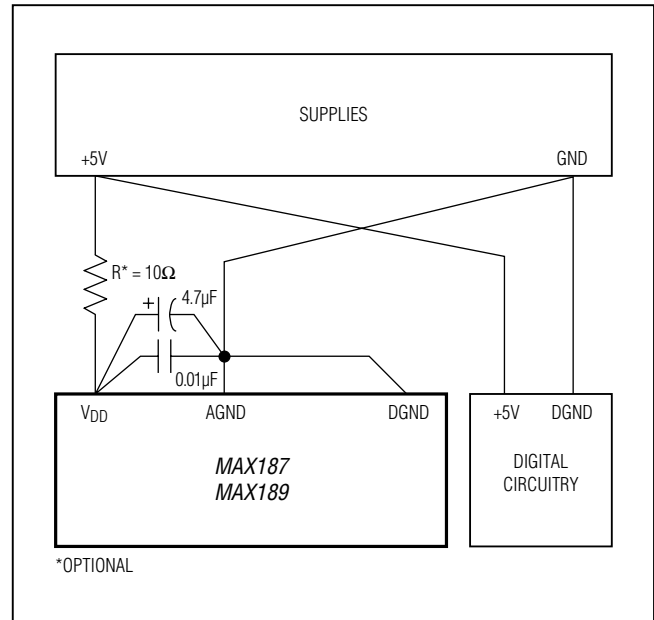 SUPPLIES
+5V GND
R* = 10Ω
+ 4.7µF
0.01µF
VDD AGND DGND
MAX187
MAX189
+5V DGND
DIGITAL
CIRCUITRY
*OPTIONAL